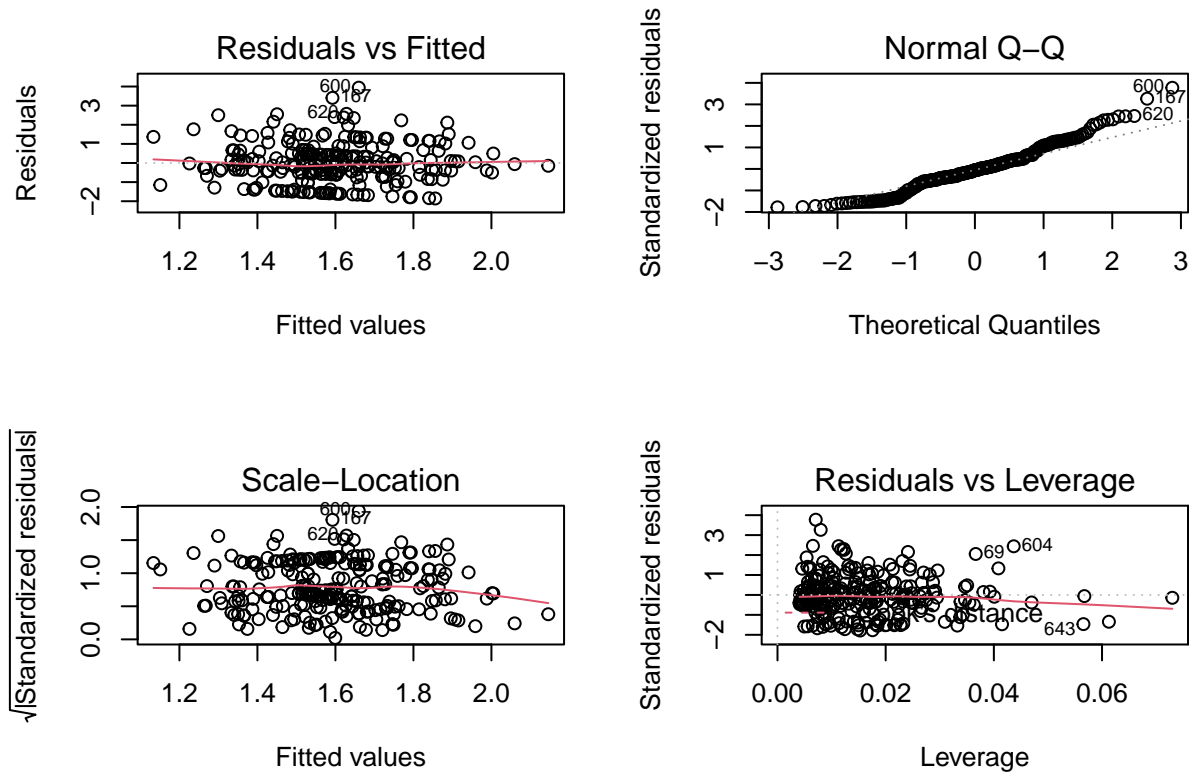 Residuals vs Fitted
Residuals
3
1
−2
600
167
620
1.2 1.4 1.6 1.8 2.0
Fitted values
Normal Q−Q
Standardized residuals
3
1
−2
600
167
620
−3 −2 −1 0 1 2 3
Theoretical Quantiles
Scale−Location
√|Standardized residuals|
2.0
1.0
0.0
600
167
620
1.2 1.4 1.6 1.8 2.0
Fitted values
Residuals vs Leverage
Standardized residuals
3
1
−2
69
604
distance
643
0.00 0.02 0.04 0.06
Leverage